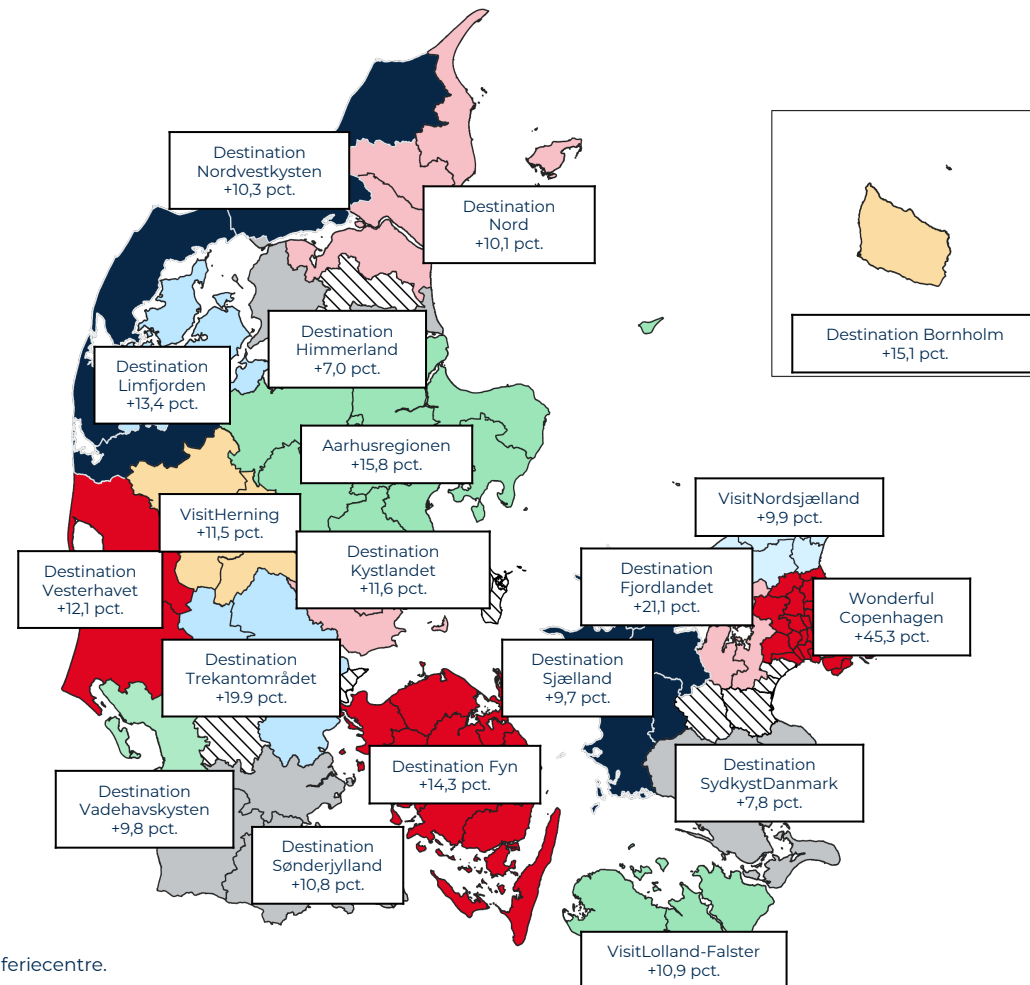 Destination
Nordvestkysten
+10,3 pct.
Destination
Nord
+10,1 pct.
Destination
Himmerland
+7,0 pct.
Destination Bornholm
+15,1 pct.
Destination
Limfjorden
+13,4 pct.
Aarhusregionen
+15,8 pct.
VisitHerning
+11,5 pct.
VisitNordsjælland
+9,9 pct.
Destination
Kystlandet
+11,6 pct.
Destination
Vesterhavet
+12,1 pct.
Destination
Fjordlandet
+21,1 pct.
Wonderful
Copenhagen
+45,3 pct.
Destination
Trekantområdet
+19.9 pct.
Destination
Sjælland
+9,7 pct.
Destination Fyn
+14,3 pct.
Destination
SydkystDanmark
+7,8 pct.
Destination
Vadehavskysten
+9,8 pct.
Destination
Sønderjylland
+10,8 pct.
VisitLolland-Falster
+10,9 pct.
feriecentre.